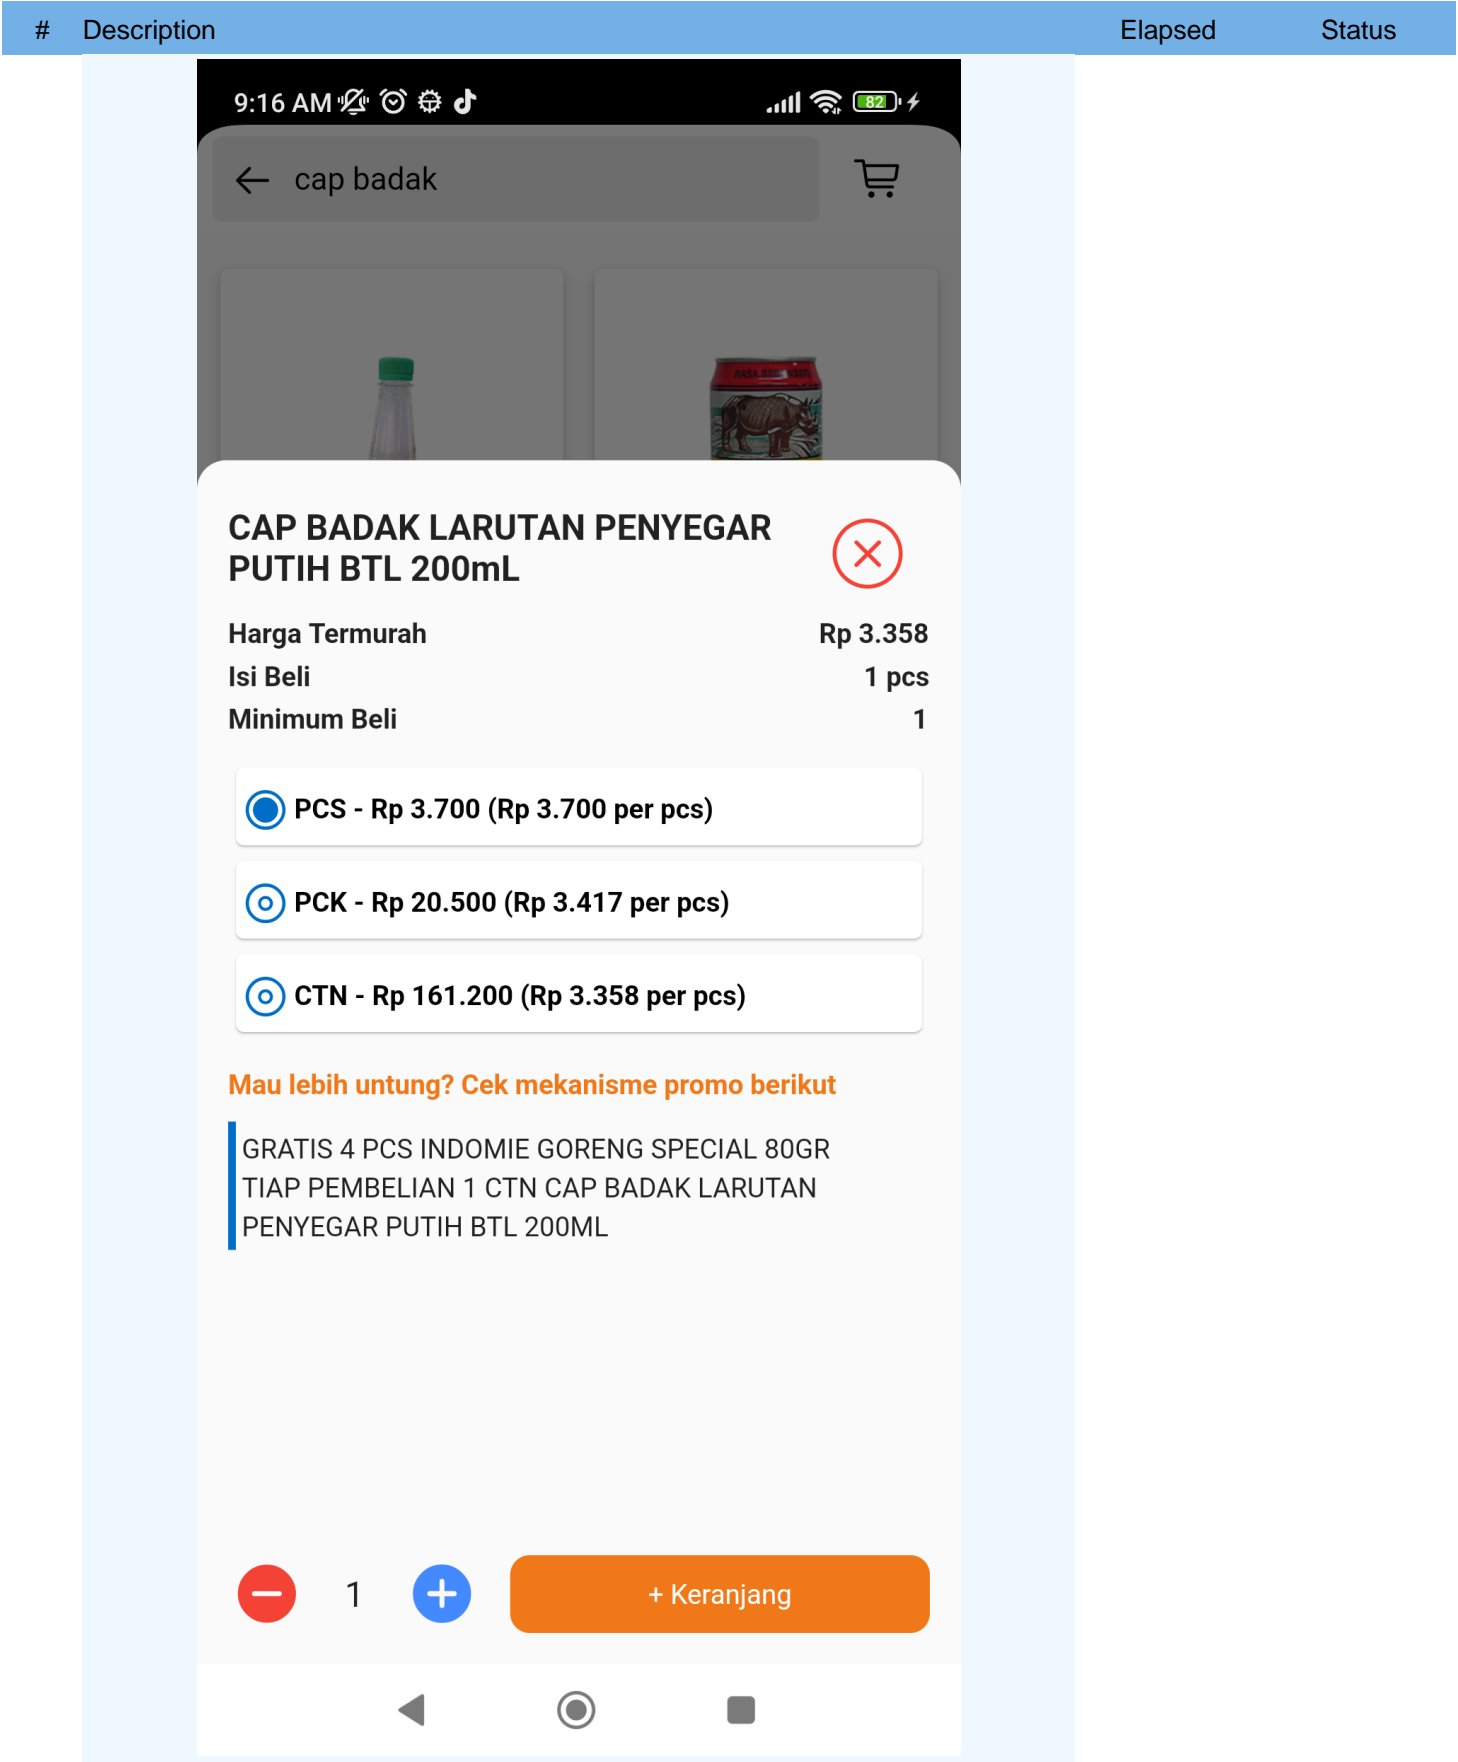 # Description Elapsed Status
9:16 AM 82
cap badak
CAP BADAK LARUTAN PENYEGAR
PUTIH BTL 200mL
Harga Termurah Rp 3.358
Isi Beli 1 pcs
Minimum Beli 1
PCS - Rp 3.700 (Rp 3.700 per pcs)
PCK - Rp 20.500 (Rp 3.417 per pcs)
CTN - Rp 161.200 (Rp 3.358 per pcs)
Mau lebih untung? Cek mekanisme promo berikut
GRATIS 4 PCS INDOMIE GORENG SPECIAL 80GR
TIAP PEMBELIAN 1 CTN CAP BADAK LARUTAN
PENYEGAR PUTIH BTL 200ML
1
+ Keranjang